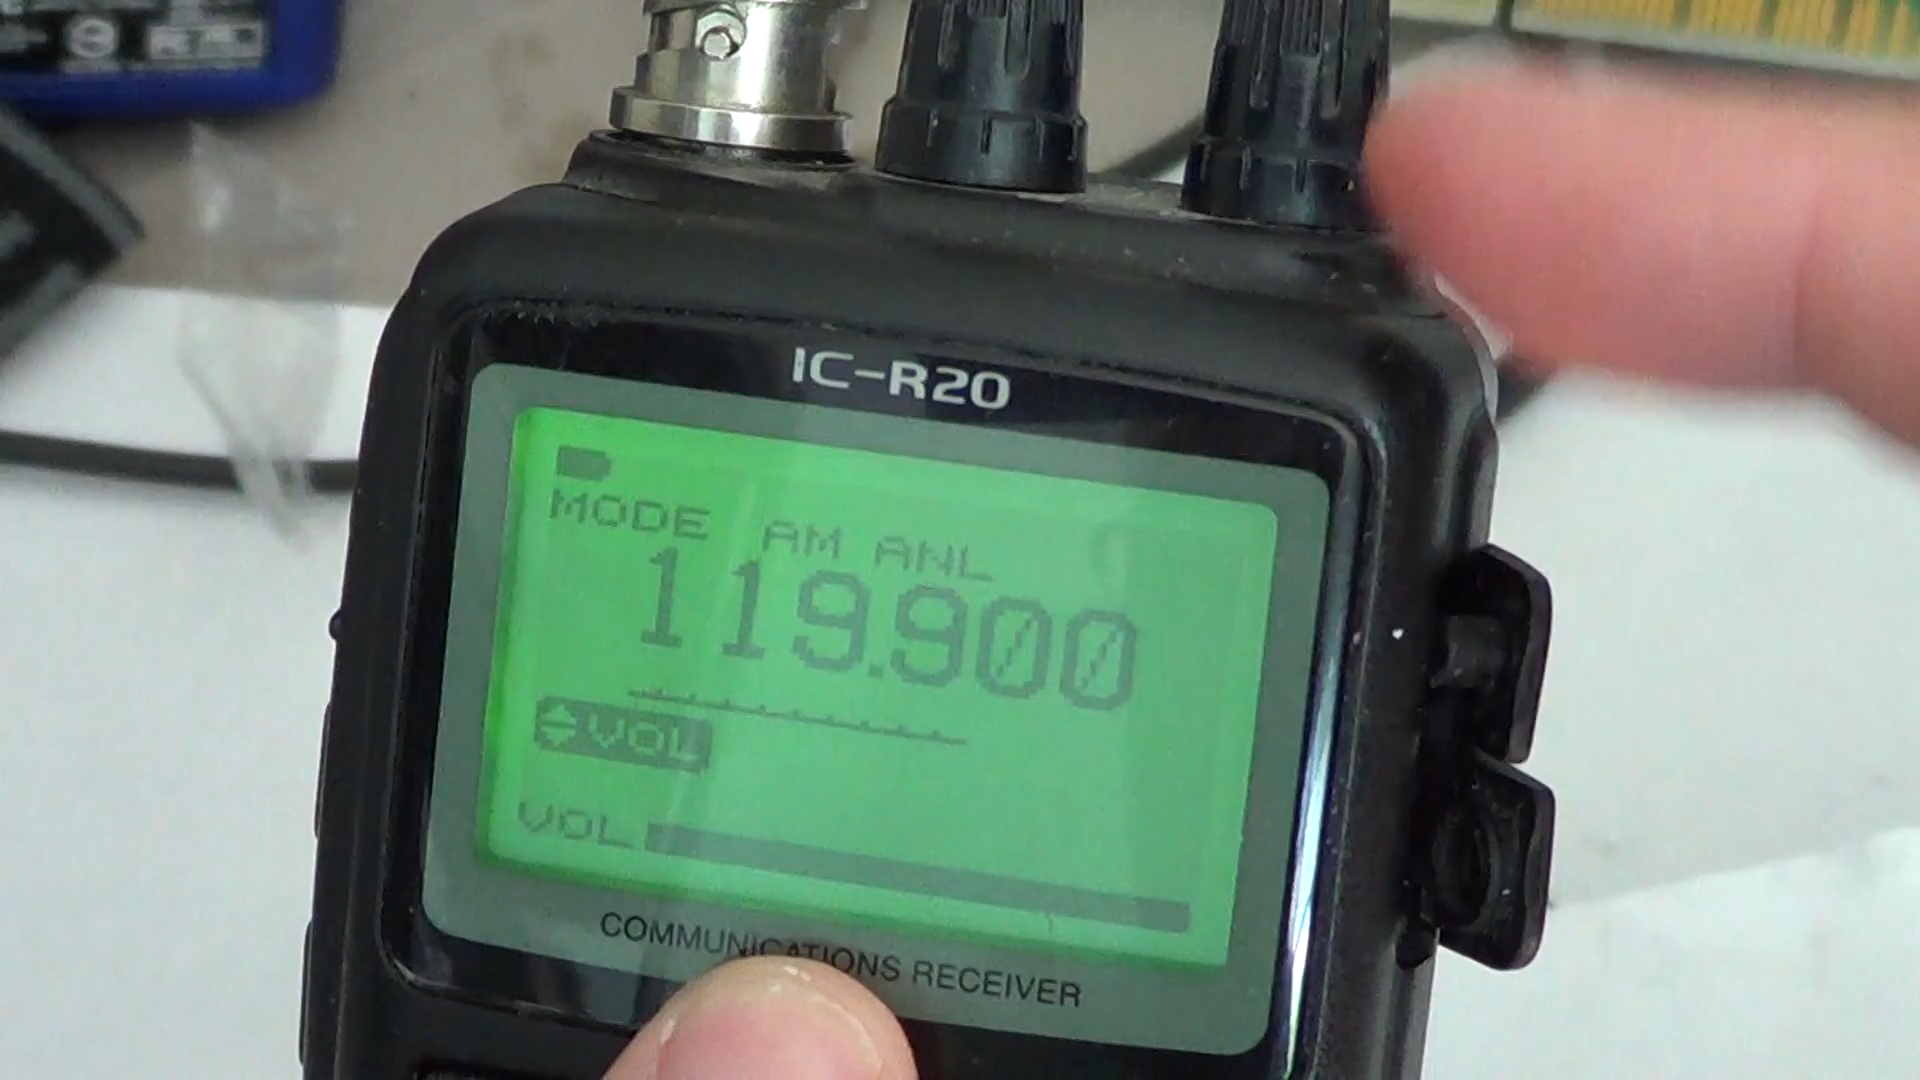 IC-R20
MODE AM ANL
119.900
VOL
VOL
COMMUNICATIONS RECEIVER